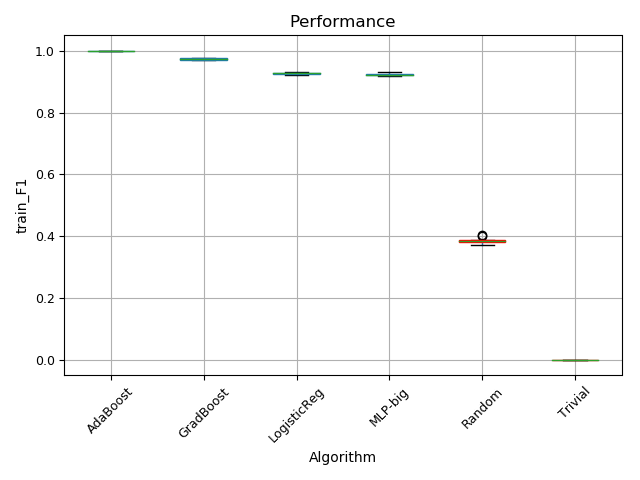 Performance
1.0
0.8
0.6
0.4
0.2
0.0
train_F1
AdaBoost
GradBoost
LogisticReg
MLP-big
Random
Trivial
Algorithm